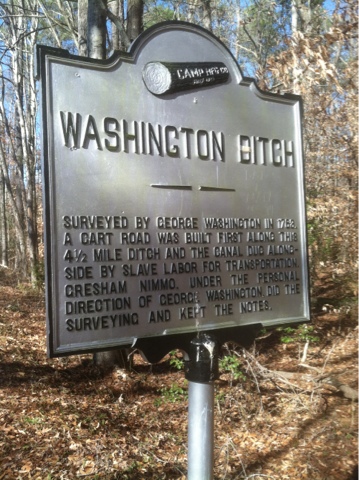 CAMP MFG CO.
WASHINGTON DITCH
SURVEYED BY GEORGE WASHINGTON IN 1763,
A CART ROAD WAS BUILT FIRST ALONG THIS
4½ MILE DITCH AND THE CANAL DUG ALONG-
SIDE BY SLAVE LABOR FOR TRANSPORTATION.
GRESHAM NIMMO, UNDER THE PERSONAL
DIRECTION OF GEORGE WASHINGTON, DID THE
SURVEYING AND KEPT THE NOTES.